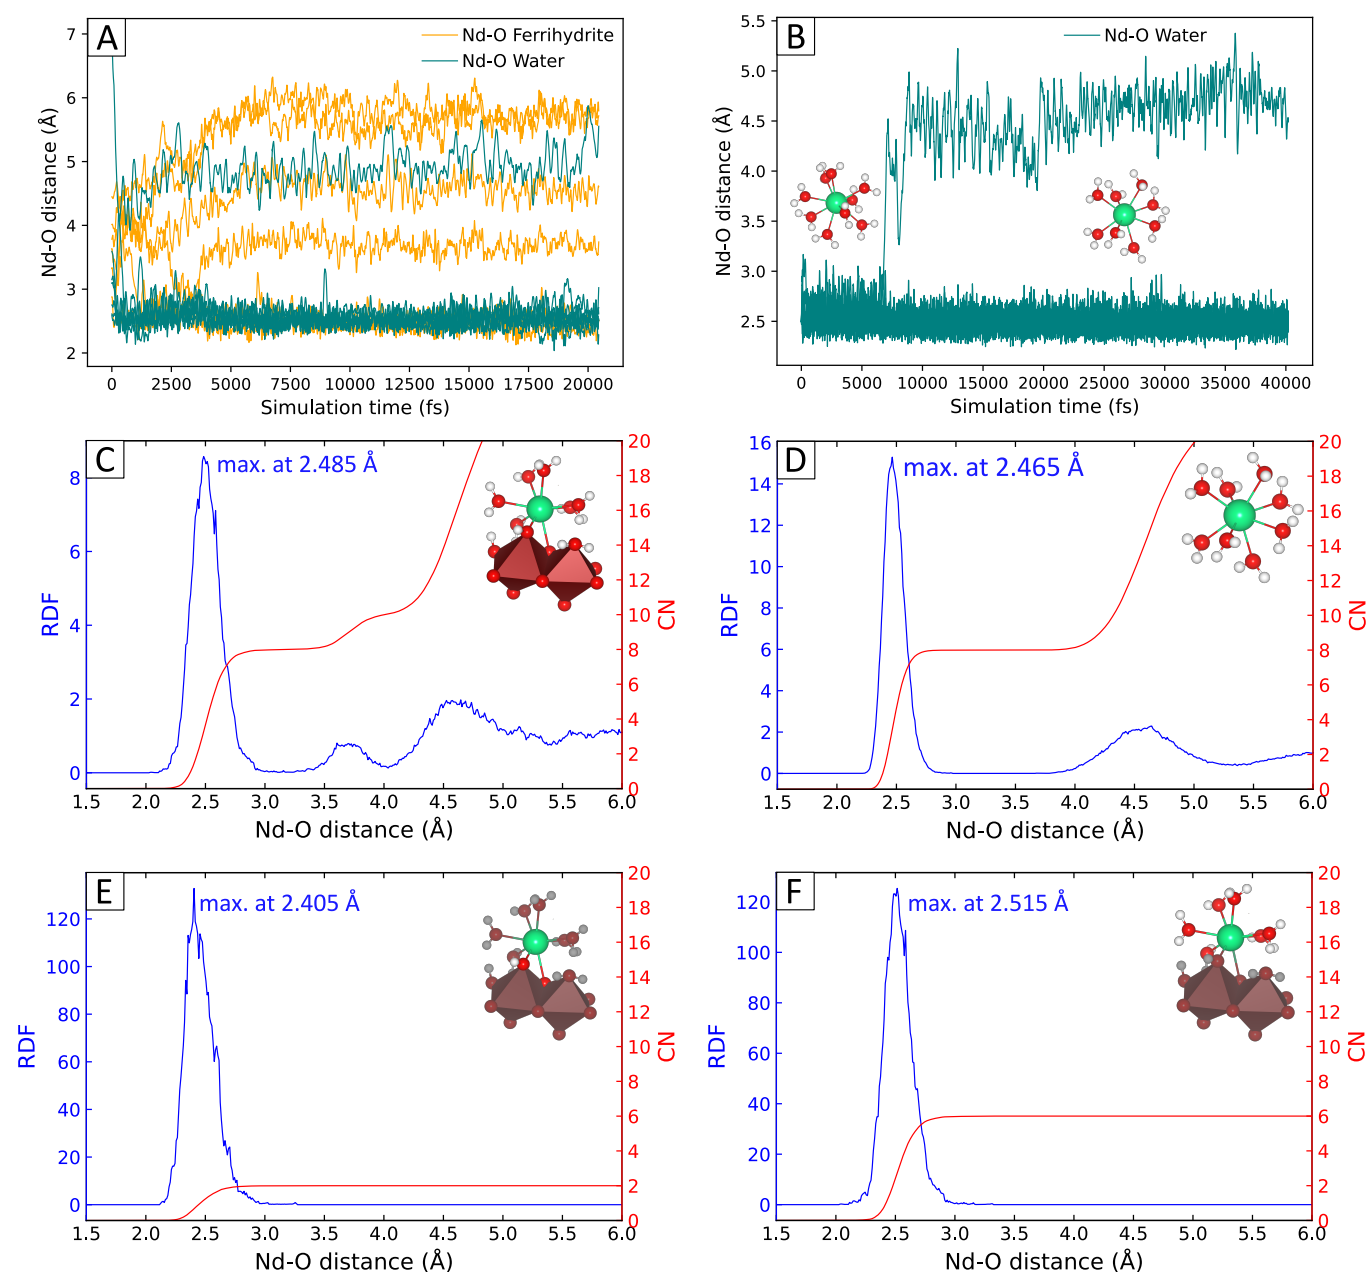 A
Nd-O Ferrihydrite
Nd-O Water
7
6
5
4
3
2
Nd-O distance (Å)
0 2500 5000 7500 10000 12500 15000 17500 20000
Simulation time (fs)
B
Nd-O Water
5.5
5.0
4.5
4.0
3.5
3.0
2.5
Nd-O distance (Å)
0 5000 10000 15000 20000 25000 30000 35000 40000
Simulation time (fs)
C
max. at 2.485 Å
8
6
4
2
0
RDF
20
18
16
14
12
10
8
6
4
2
0
CN
1.5 2.0 2.5 3.0 3.5 4.0 4.5 5.0 5.5 6.0
Nd-O distance (Å)
D
max. at 2.465 Å
16
14
12
10
8
6
4
2
0
RDF
20
18
16
14
12
10
8
6
4
2
0
CN
1.5 2.0 2.5 3.0 3.5 4.0 4.5 5.0 5.5 6.0
Nd-O distance (Å)
E
max. at 2.405 Å
120
100
80
60
40
20
0
RDF
20
18
16
14
12
10
8
6
4
2
0
CN
1.5 2.0 2.5 3.0 3.5 4.0 4.5 5.0 5.5 6.0
Nd-O distance (Å)
F
max. at 2.515 Å
120
100
80
60
40
20
0
RDF
20
18
16
14
12
10
8
6
4
2
0
CN
1.5 2.0 2.5 3.0 3.5 4.0 4.5 5.0 5.5 6.0
Nd-O distance (Å)